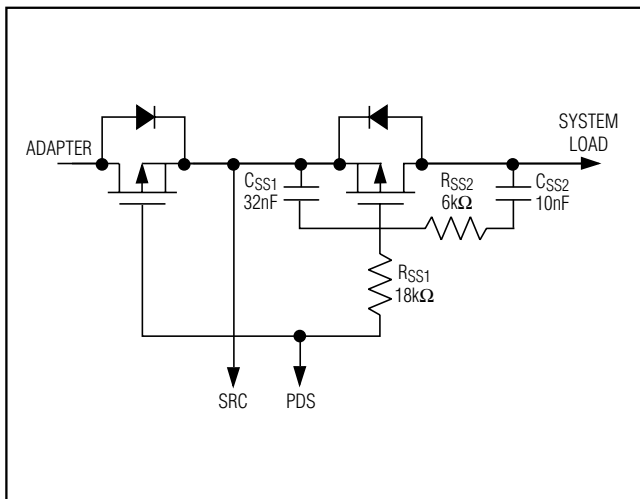 SYSTEM
LOAD
ADAPTER
CSS1
32nF
RSS2
6kΩ
CSS2
10nF
RSS1
18kΩ
SRC
PDS